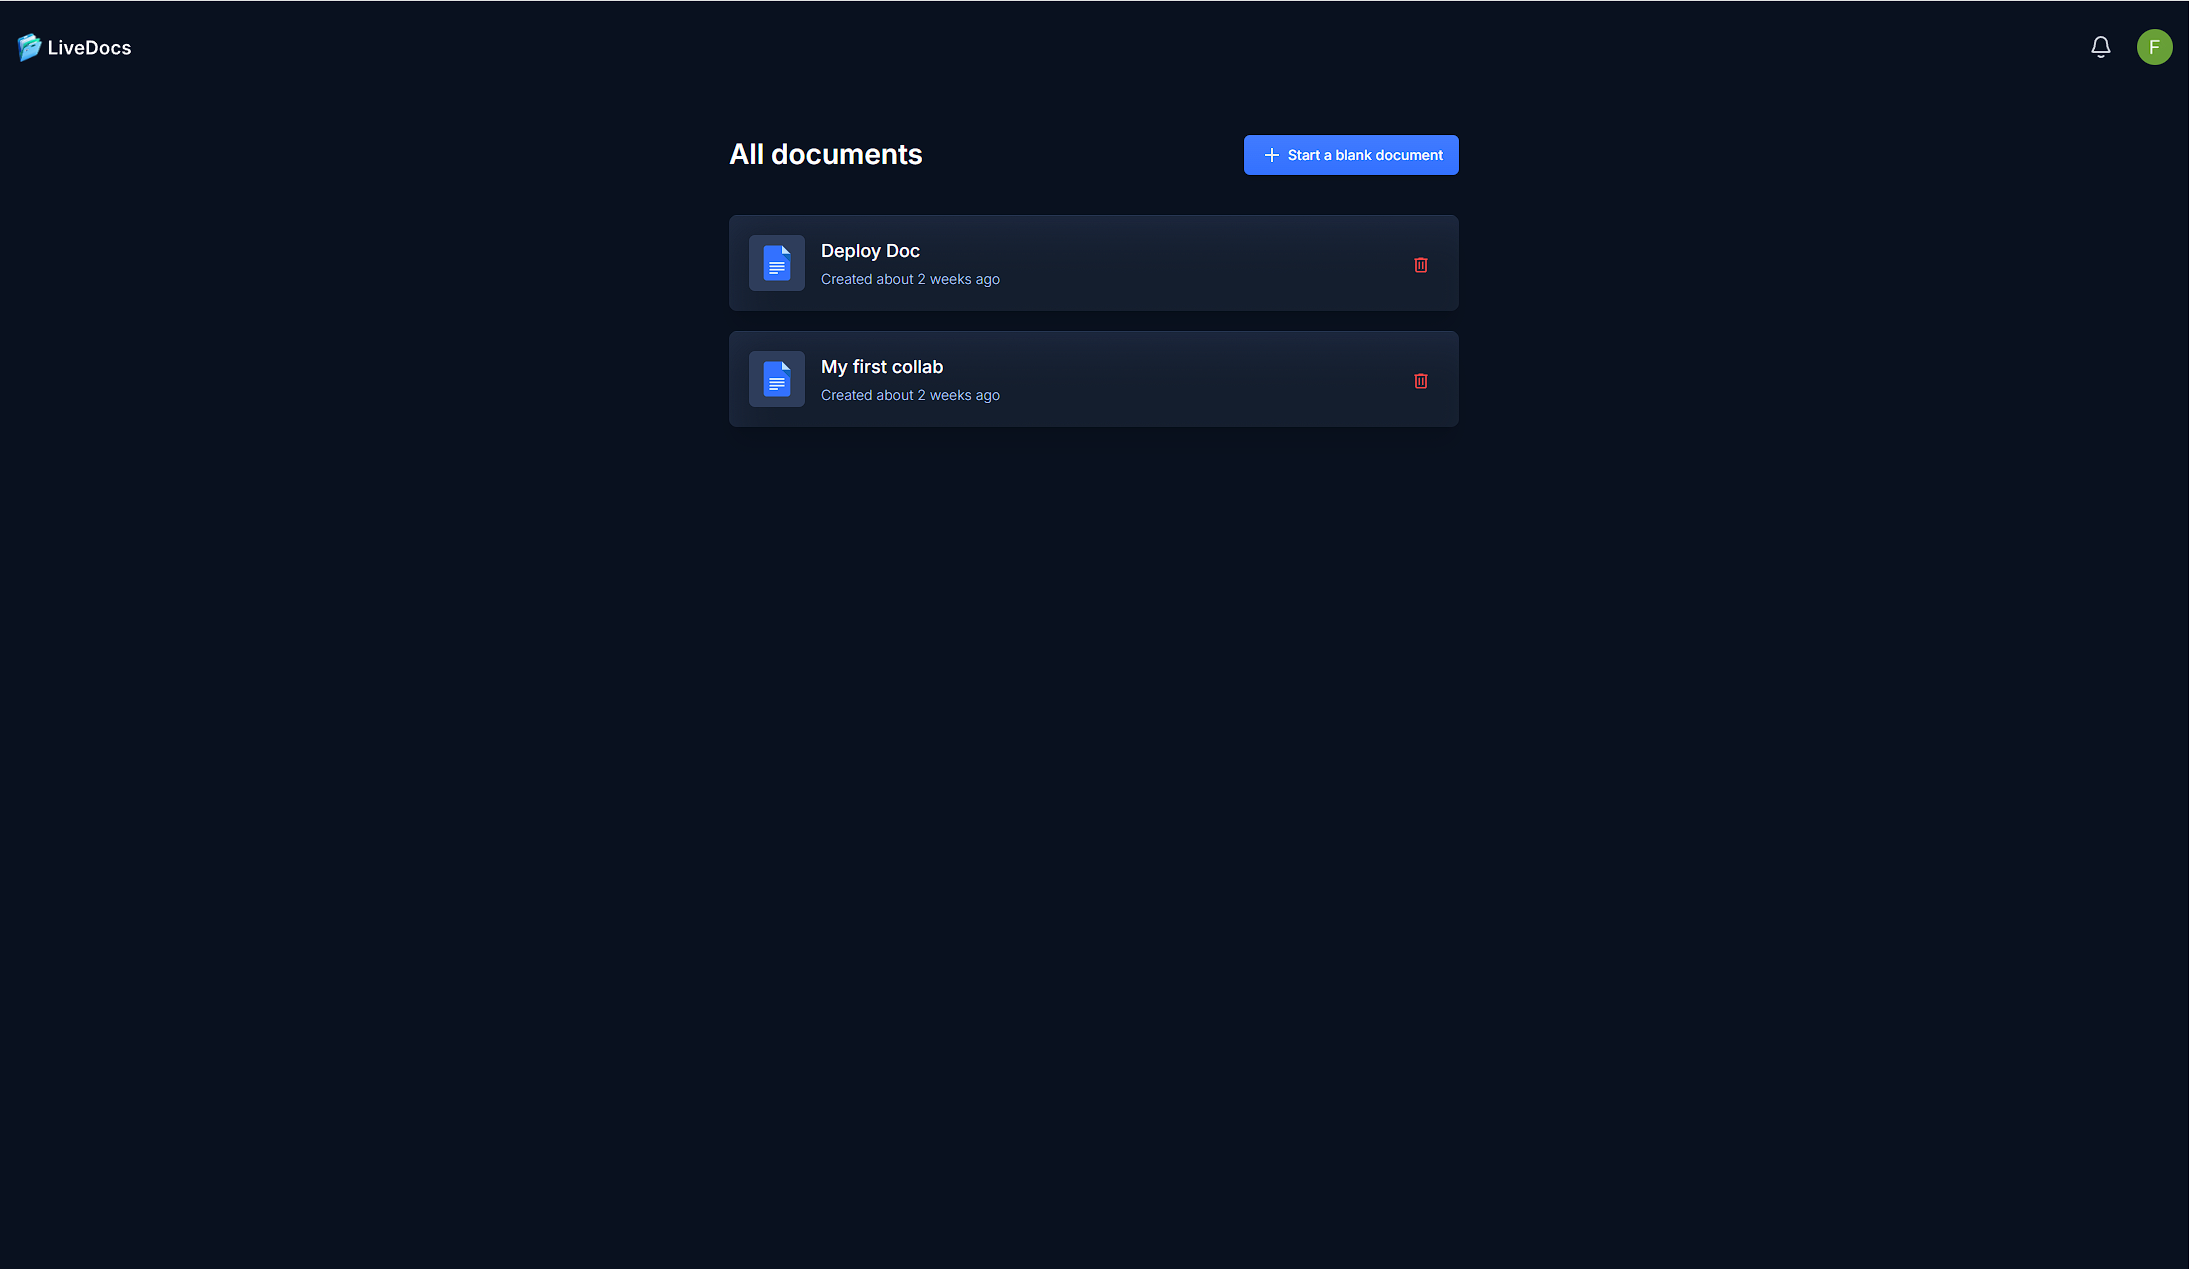 LiveDocs
F
All documents
Start a blank document
Deploy Doc
Created about 2 weeks ago
My first collab
Created about 2 weeks ago